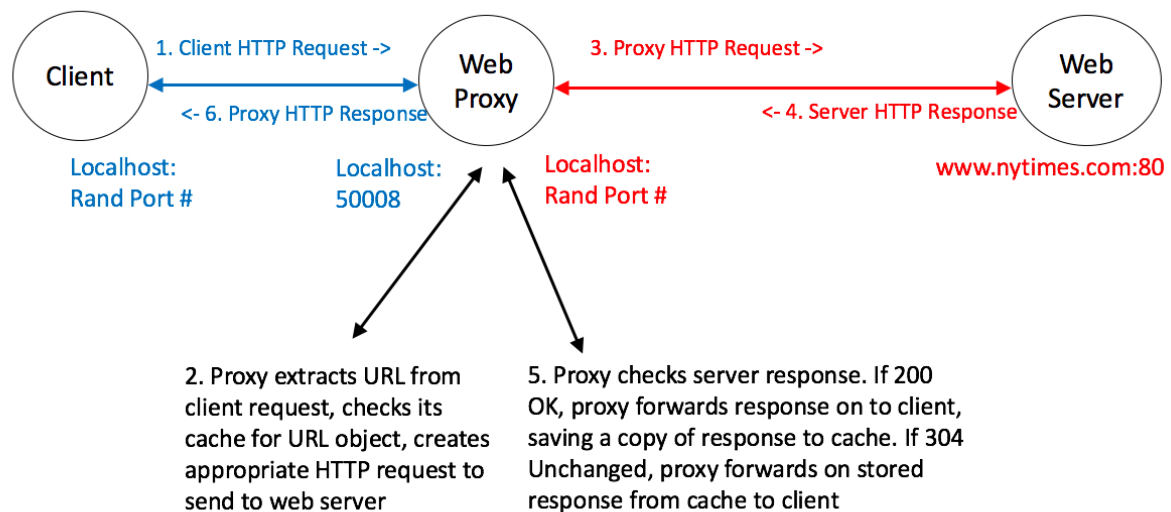 Client
1. Client HTTP Request ->
<- 6. Proxy HTTP Response
Web
Proxy
3. Proxy HTTP Request ->
<- 4. Server HTTP Response
Web
Server
Localhost:
Rand Port #
Localhost:
50008
Localhost:
Rand Port #
www.nytimes.com:80
2. Proxy extracts URL from
client request, checks its
cache for URL object, creates
appropriate HTTP request to
send to web server
5. Proxy checks server response. If 200
OK, proxy forwards response on to client,
saving a copy of response to cache. If 304
Unchanged, proxy forwards on stored
response from cache to client